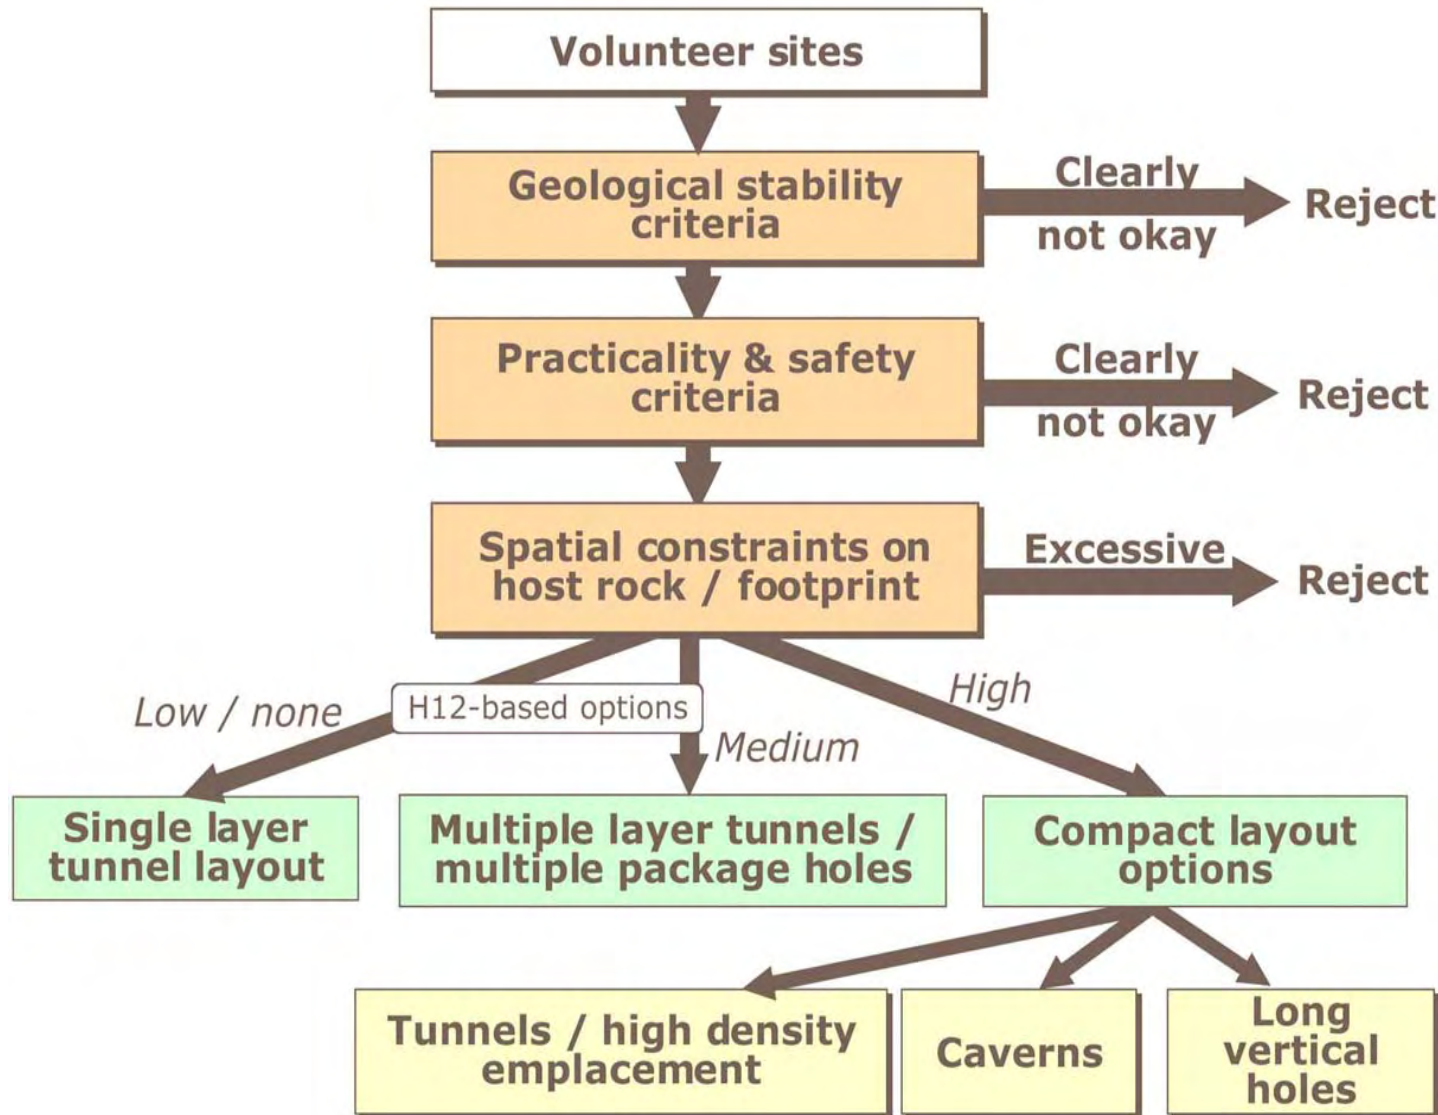 Volunteer sites
Geological stability
criteria
Clearly
not okay
Reject
Practicality & safety
criteria
Clearly
not okay
Reject
Spatial constraints on
host rock / footprint
Excessive
Reject
Low / none
H12-based options
Medium
High
Single layer
tunnel layout
Multiple layer tunnels /
multiple package holes
Compact layout
options
Tunnels / high density
emplacement
Caverns
Long
vertical
holes